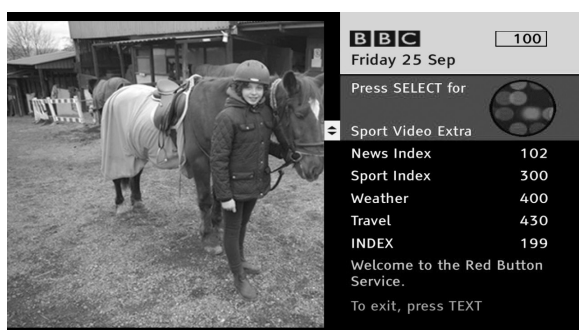 BBC 100
Friday 25 Sep
Press SELECT for
Sport Video Extra
News Index 102
Sport Index 300
Weather 400
Travel 430
INDEX 199
Welcome to the Red Button
Service.
To exit, press TEXT